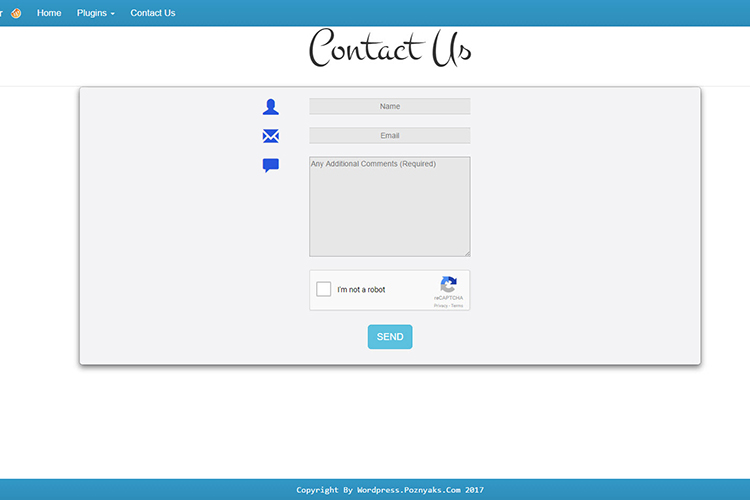 r Home Plugins Contact Us
Contact Us
Name
Email
Any Additional Comments (Required)
I'm not a robot
reCAPTCHA
Privacy - Terms
SEND
Copyright By Wordpress.Poznyaks.Com 2017